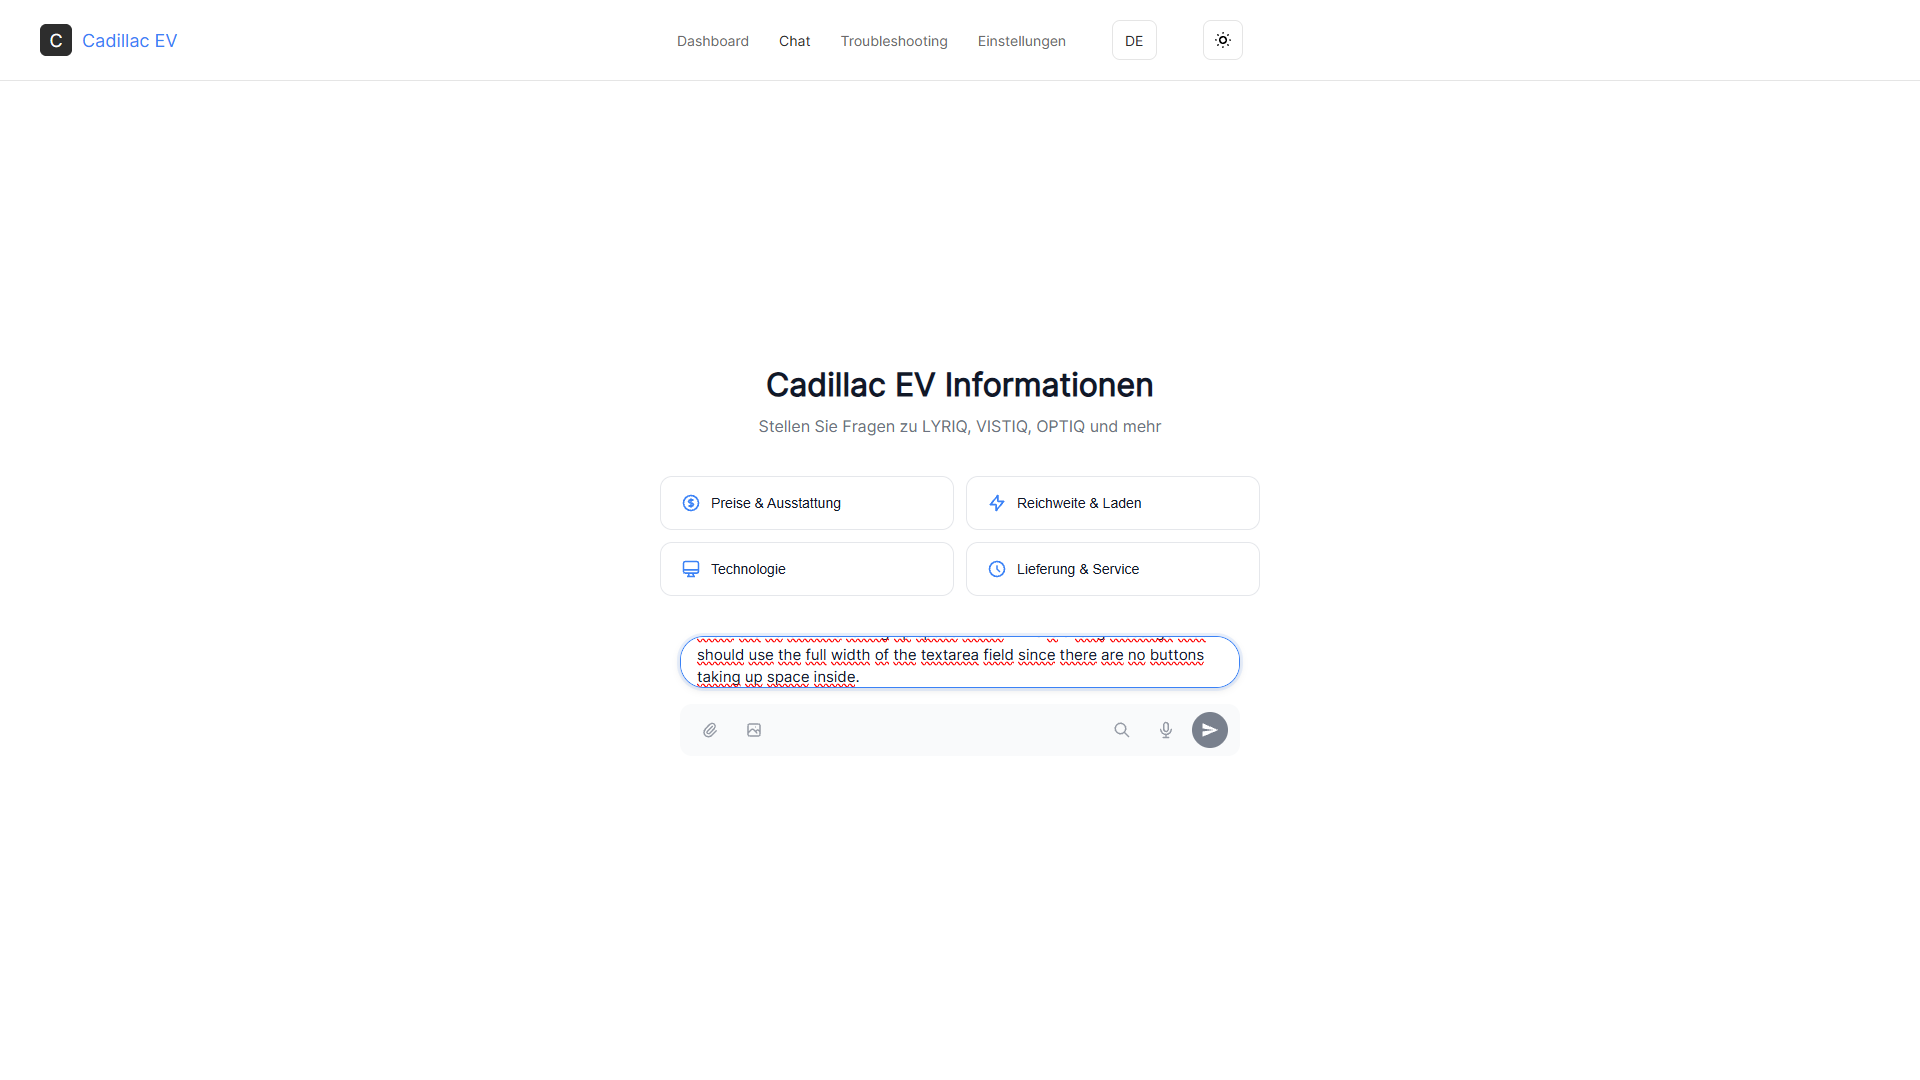 C Cadillac EV
Dashboard Chat Troubleshooting Einstellungen DE
Cadillac EV Informationen
Stellen Sie Fragen zu LYRIQ, VISTIQ, OPTIQ und mehr
Preise & Ausstattung
Reichweite & Laden
Technologie
Lieferung & Service
should use the full width of the textarea field since there are no buttons
taking up space inside.